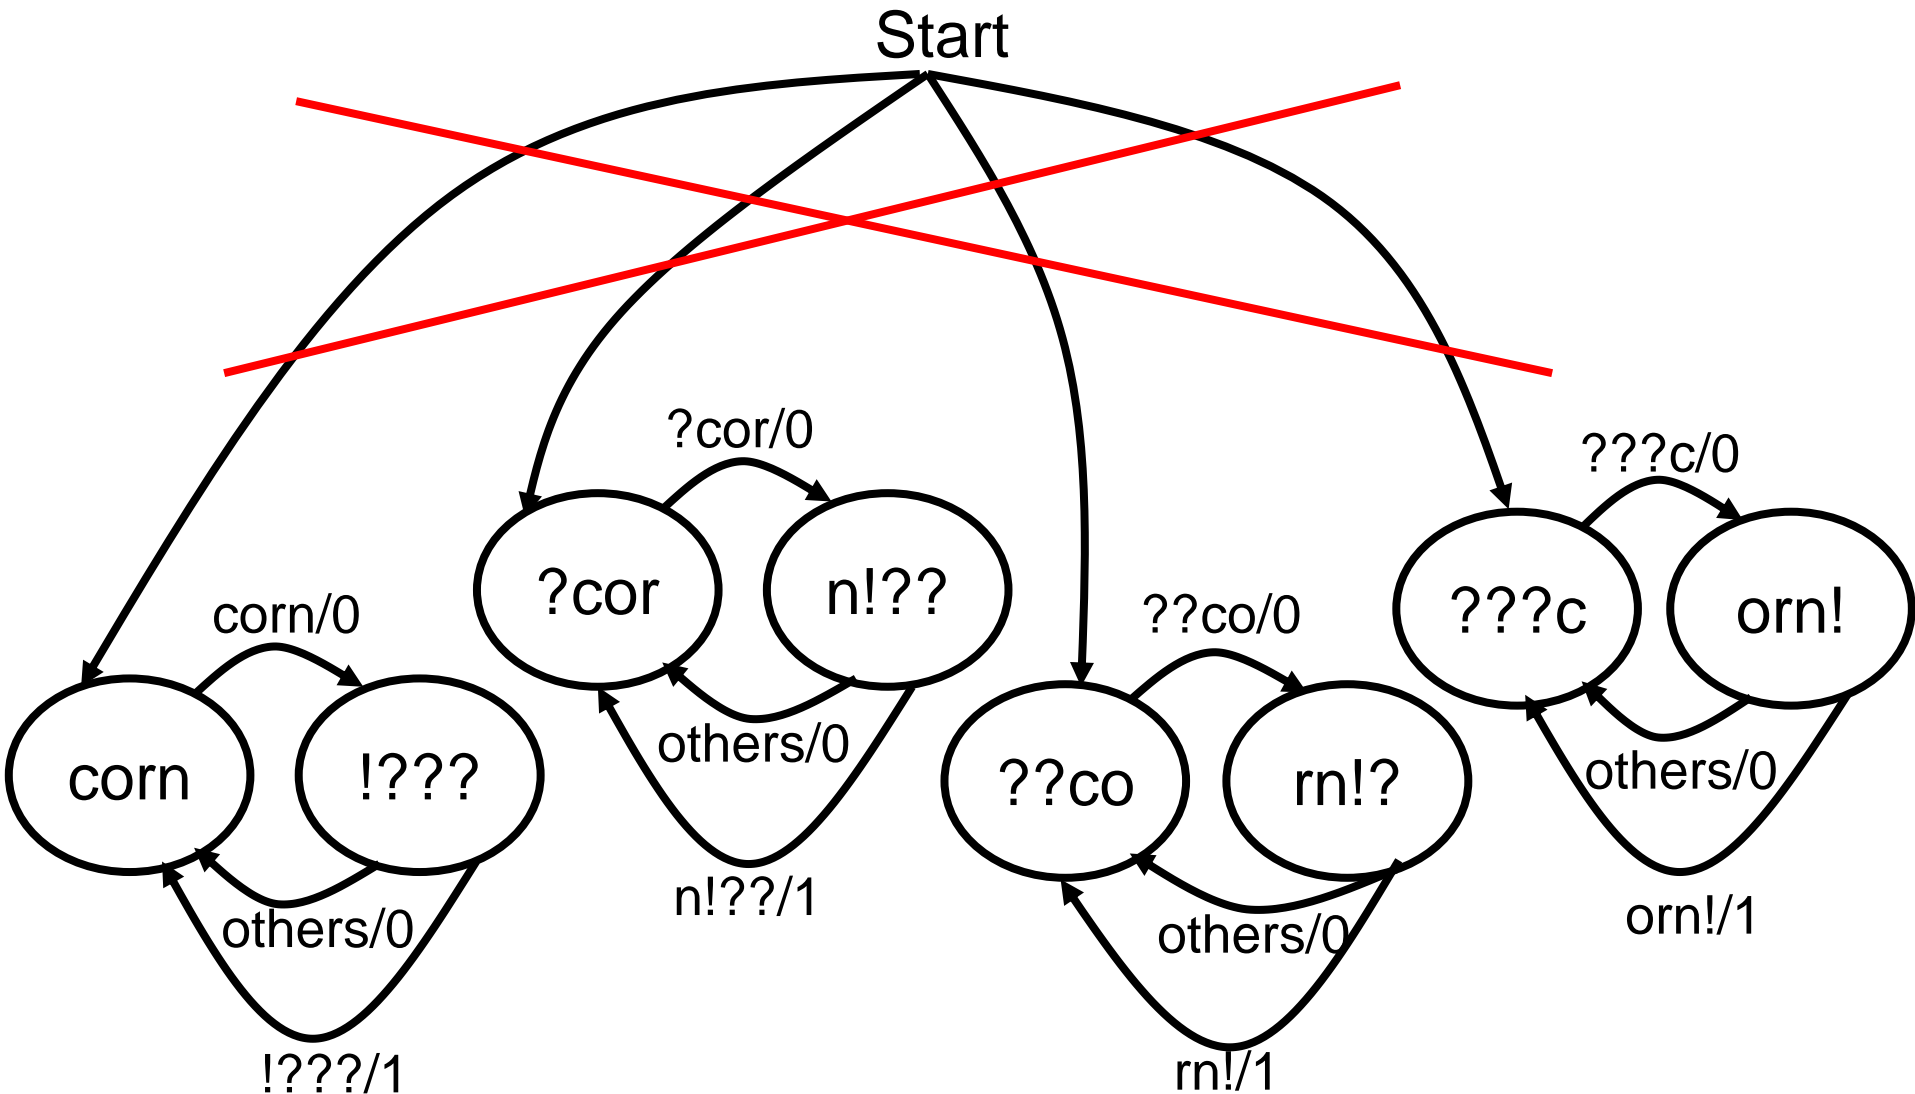 Start
?cor/0
???c/0
?cor
n!??
???c
orn!
corn/0
??co/0
others/0
others/0
corn
!???
??co
rn!?
n!??/1
orn!/1
others/0
others/0
!???/1
rn!/1